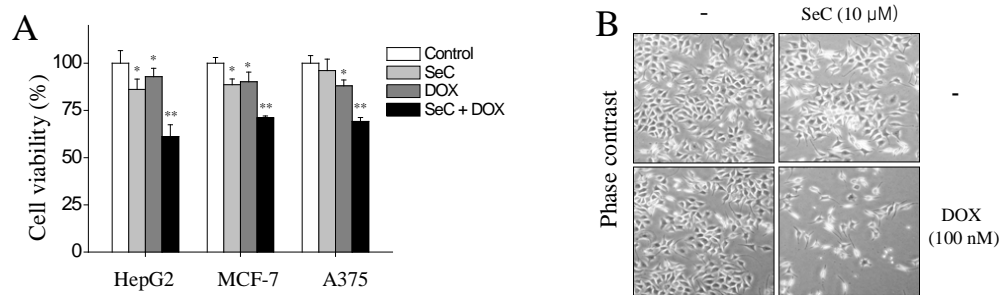 A
Cell viability (%)
100
75
50
25
0
* * **
* * **
* **
HepG2 MCF-7 A375
Control
SeC
DOX
SeC + DOX
B
- SeC (10 μM)
Phase contrast
-
DOX
(100 nM)